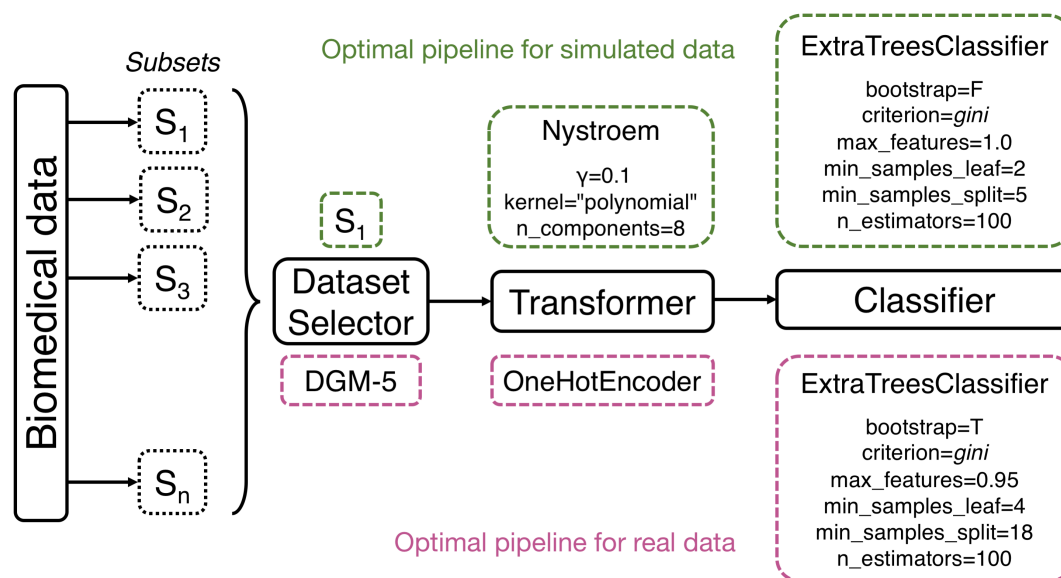 Optimal pipeline for simulated data
Subsets
Biomedical data
S₁
S₂
S₃
Sₙ
S₁
Dataset
Selector
DGM-5
Nystroem
γ=0.1
kernel="polynomial"
n_components=8
Transformer
OneHotEncoder
ExtraTreesClassifier
bootstrap=F
criterion=gini
max_features=1.0
min_samples_leaf=2
min_samples_split=5
n_estimators=100
Classifier
ExtraTreesClassifier
bootstrap=T
criterion=gini
max_features=0.95
min_samples_leaf=4
min_samples_split=18
n_estimators=100
Optimal pipeline for real data